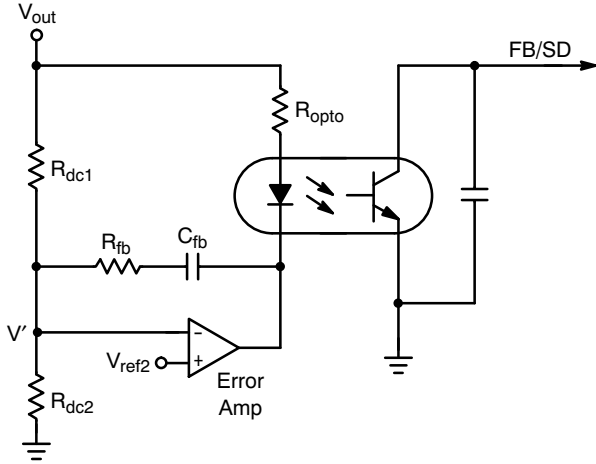 V_out
FB/SD
R_opto
R_dc1
R_fb
C_fb
V′
−
V_ref2
+
Error
Amp
R_dc2